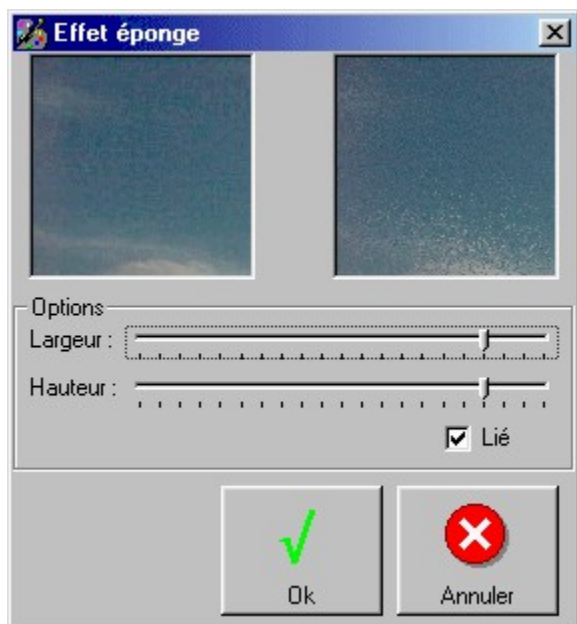 Effet éponge
Options
Largeur :
Hauteur :
Lié
Ok
Annuler